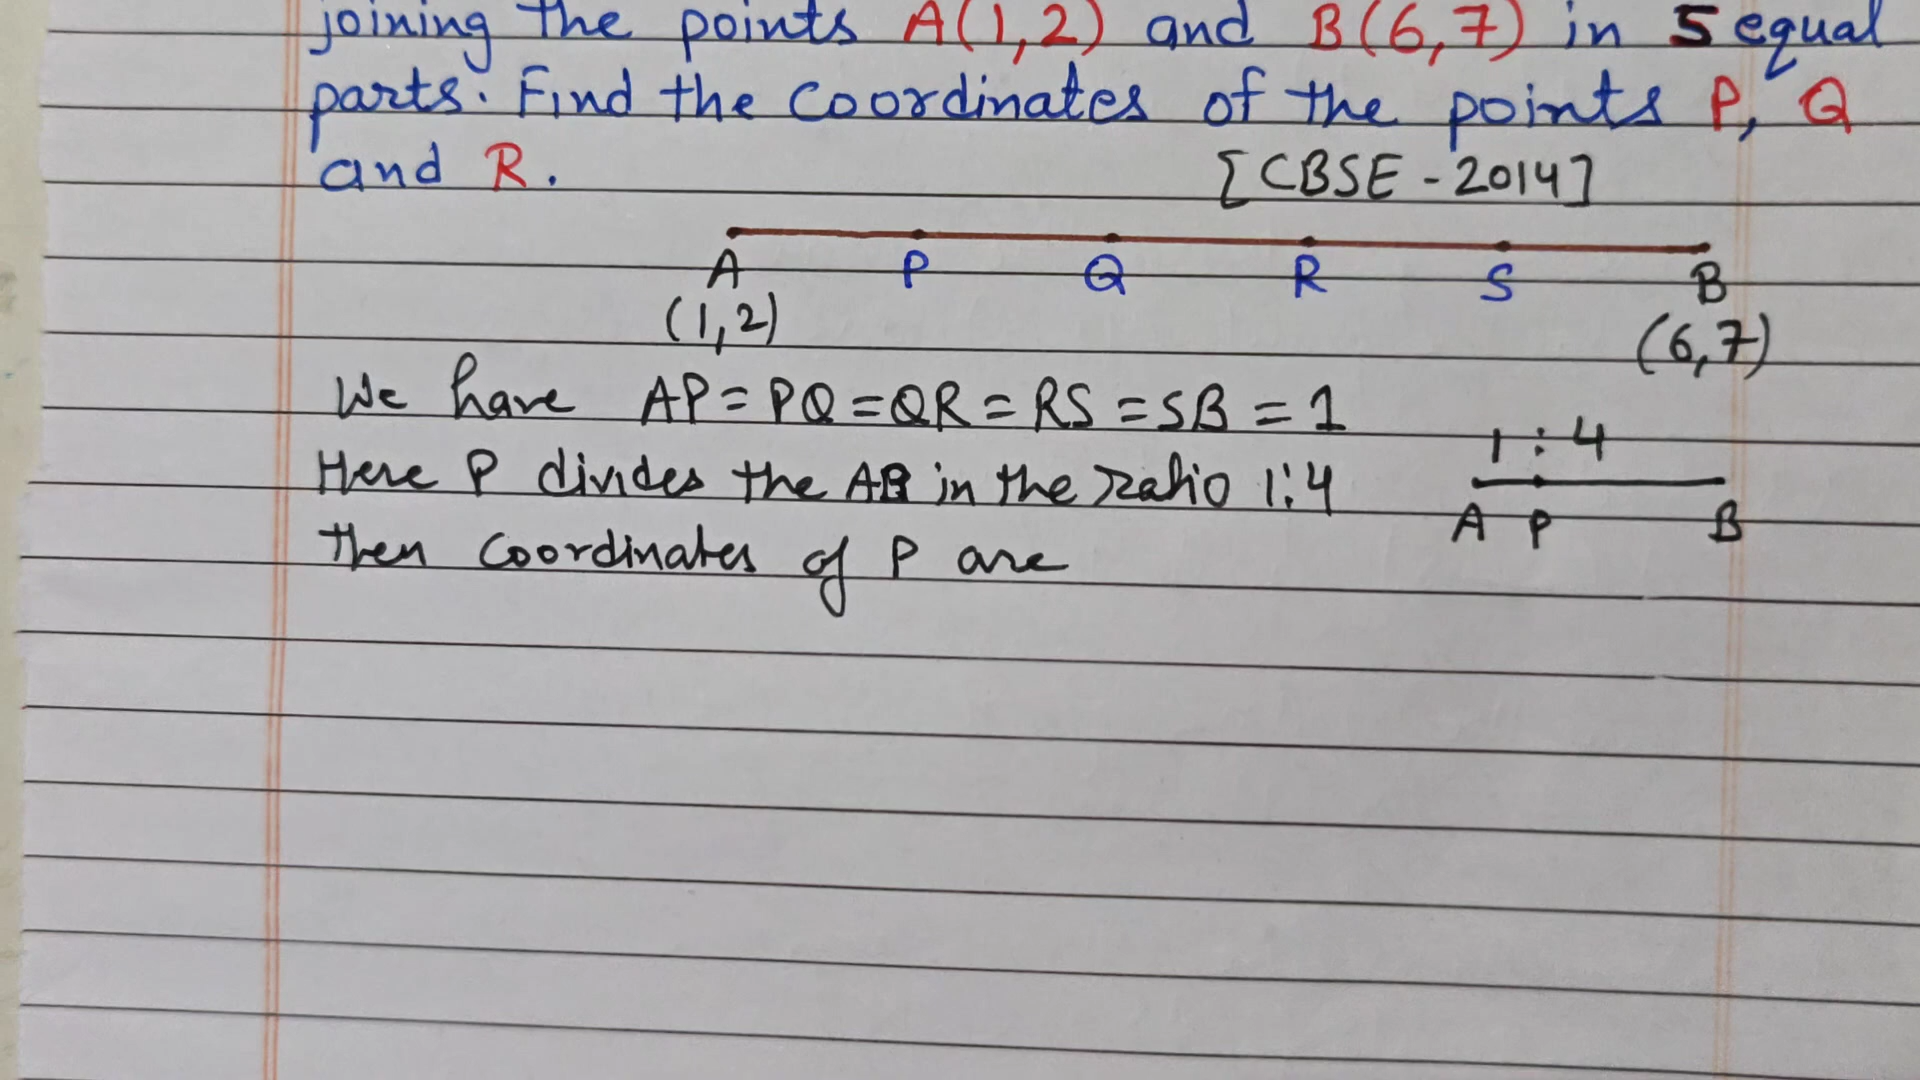 joining the points A(1,2) and B(6,7) in 5 equal
parts. Find the coordinates of the points P, Q
and R. [CBSE - 2014]
A P Q R S B
(1,2) (6,7)
We have AP = PQ = QR = RS = SB = 1
1 : 4
Here P divides the AB in the ratio 1:4
A P B
then coordinates of P are